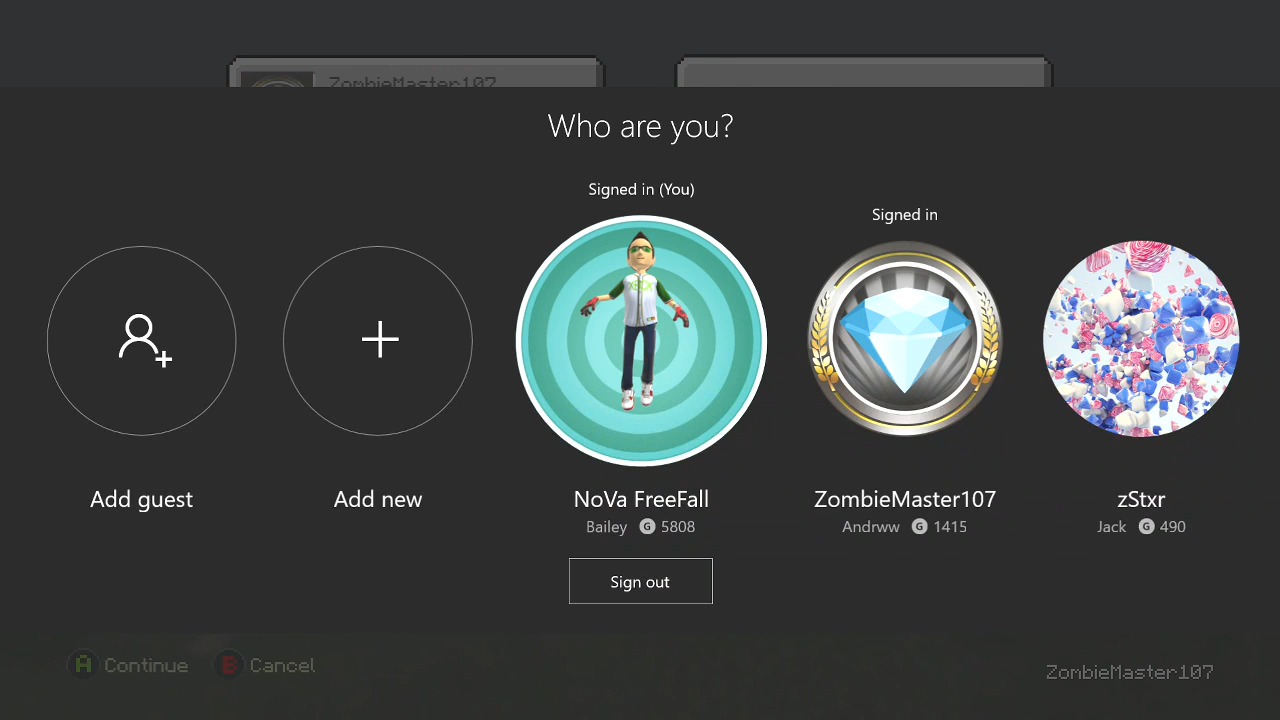 ZombieMaster107
Who are you?
Signed in (You)
Signed in
Add guest
Add new
NoVa FreeFall
Bailey G 5808
ZombieMaster107
Andrww G 1415
zStxr
Jack G 490
Sign out
A Continue B Cancel
ZombieMaster107